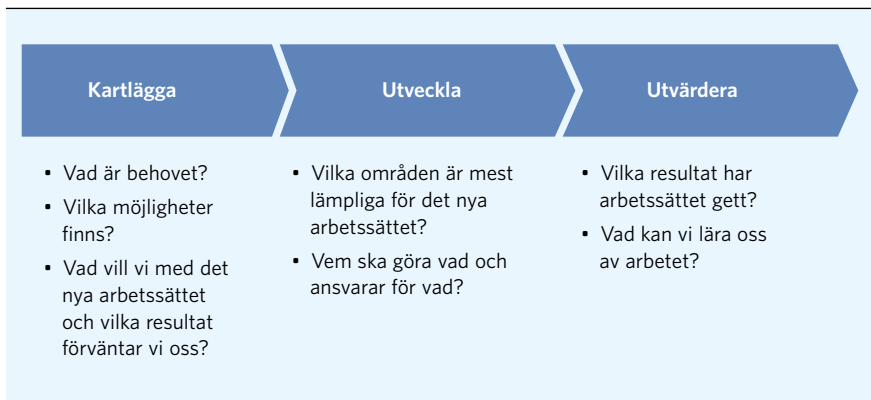 Kartlägga
Utveckla
Utvärdera
• Vad är behovet?
• Vilka möjligheter
finns?
• Vad vill vi med det
nya arbetssättet
och vilka resultat
förväntar vi oss?
• Vilka områden är mest
lämpliga för det nya
arbetssättet?
• Vem ska göra vad och
ansvarar för vad?
• Vilka resultat har
arbetssättet gett?
• Vad kan vi lära oss
av arbetet?